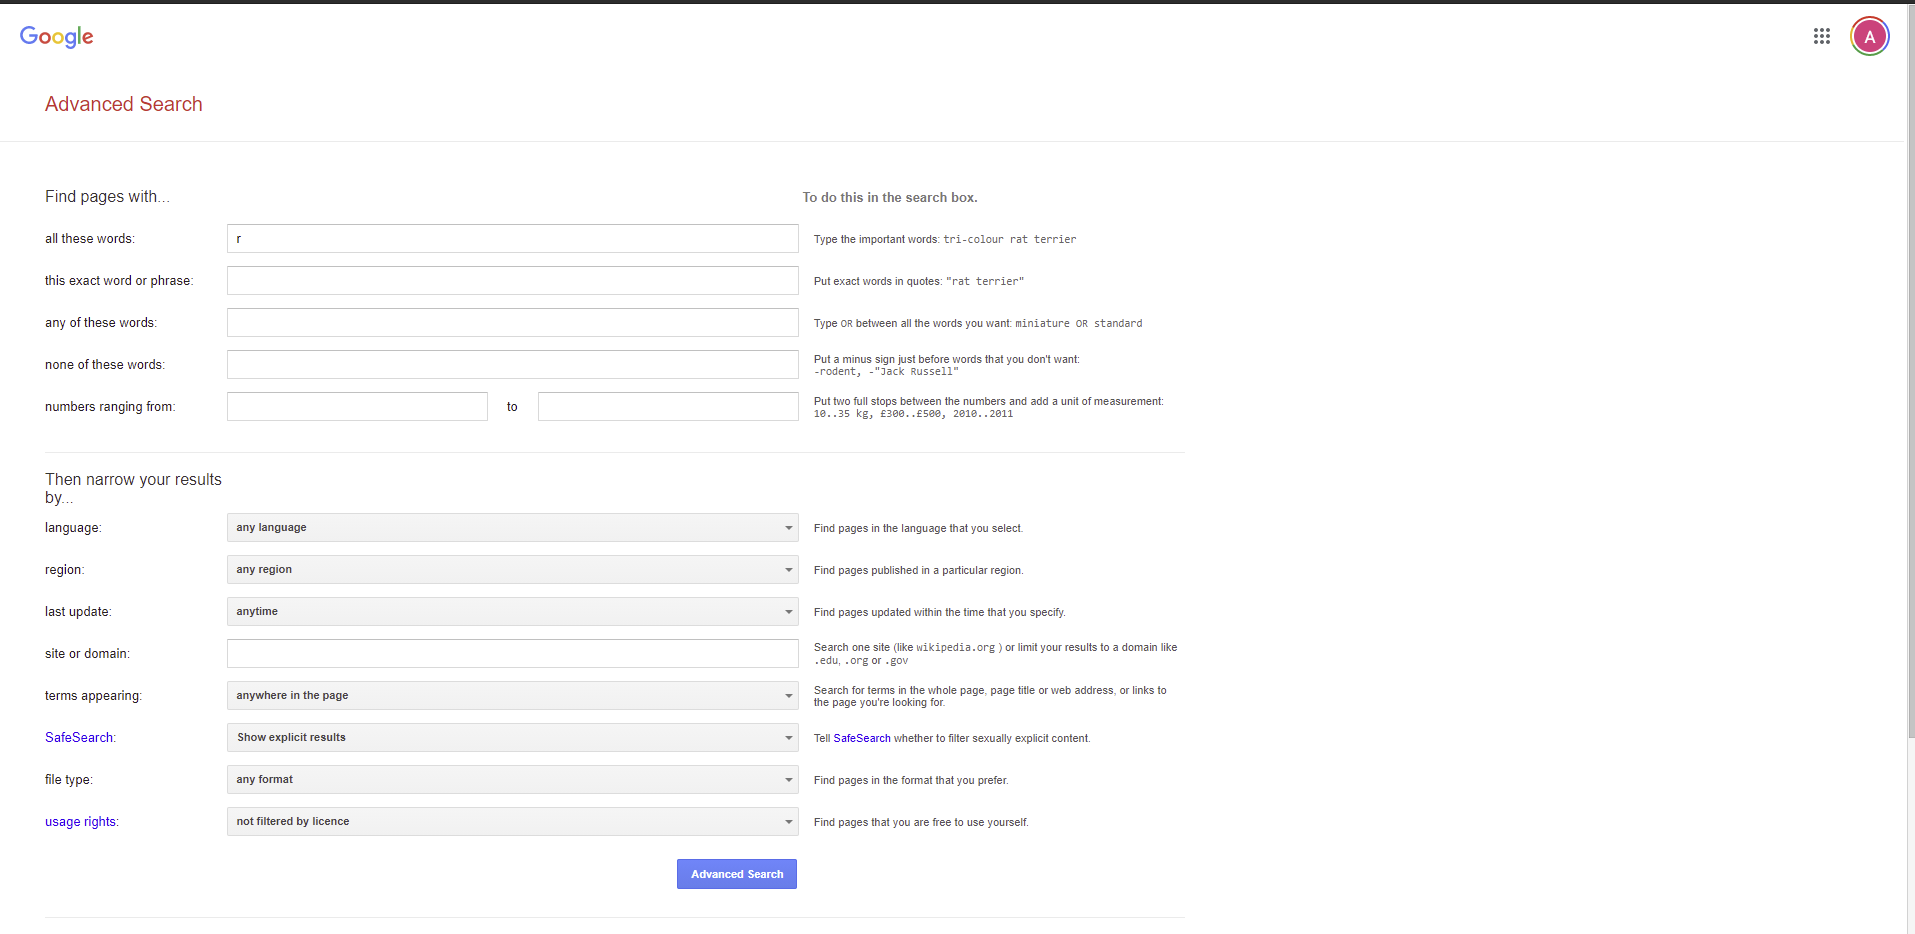 Google
A
Advanced Search
Find pages with...
To do this in the search box.
all these words:
r
Type the important words: tri-colour rat terrier
this exact word or phrase:
Put exact words in quotes: "rat terrier"
any of these words:
Type OR between all the words you want: miniature OR standard
none of these words:
Put a minus sign just before words that you don't want:
-rodent, -"Jack Russell"
numbers ranging from:
to
Put two full stops between the numbers and add a unit of measurement:
10..35 kg, £300..£500, 2010..2011
Then narrow your results
by...
language:
any language
Find pages in the language that you select.
region:
any region
Find pages published in a particular region.
last update:
anytime
Find pages updated within the time that you specify.
site or domain:
Search one site (like wikipedia.org ) or limit your results to a domain like
.edu, .org or .gov
terms appearing:
anywhere in the page
Search for terms in the whole page, page title or web address, or links to
the page you're looking for.
SafeSearch:
Show explicit results
Tell SafeSearch whether to filter sexually explicit content.
file type:
any format
Find pages in the format that you prefer.
usage rights:
not filtered by licence
Find pages that you are free to use yourself.
Advanced Search